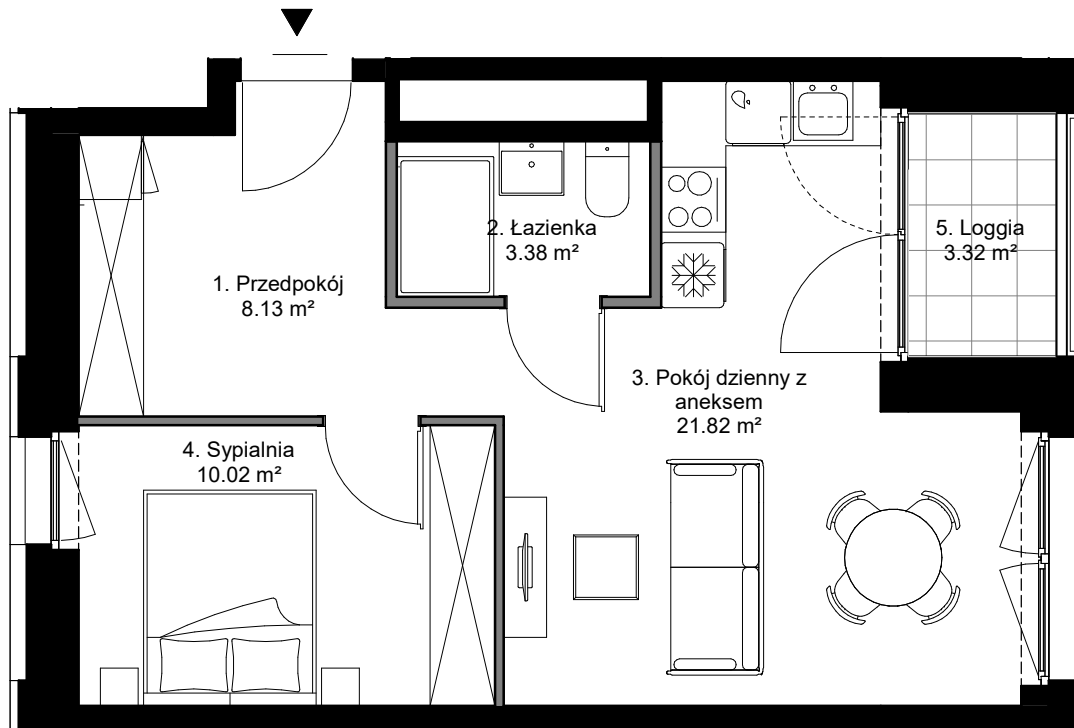 1. Przedpokój
8.13 m²
2. Łazienka
3.38 m²
3. Pokój dzienny z
aneksem
21.82 m²
4. Sypialnia
10.02 m²
5. Loggia
3.32 m²